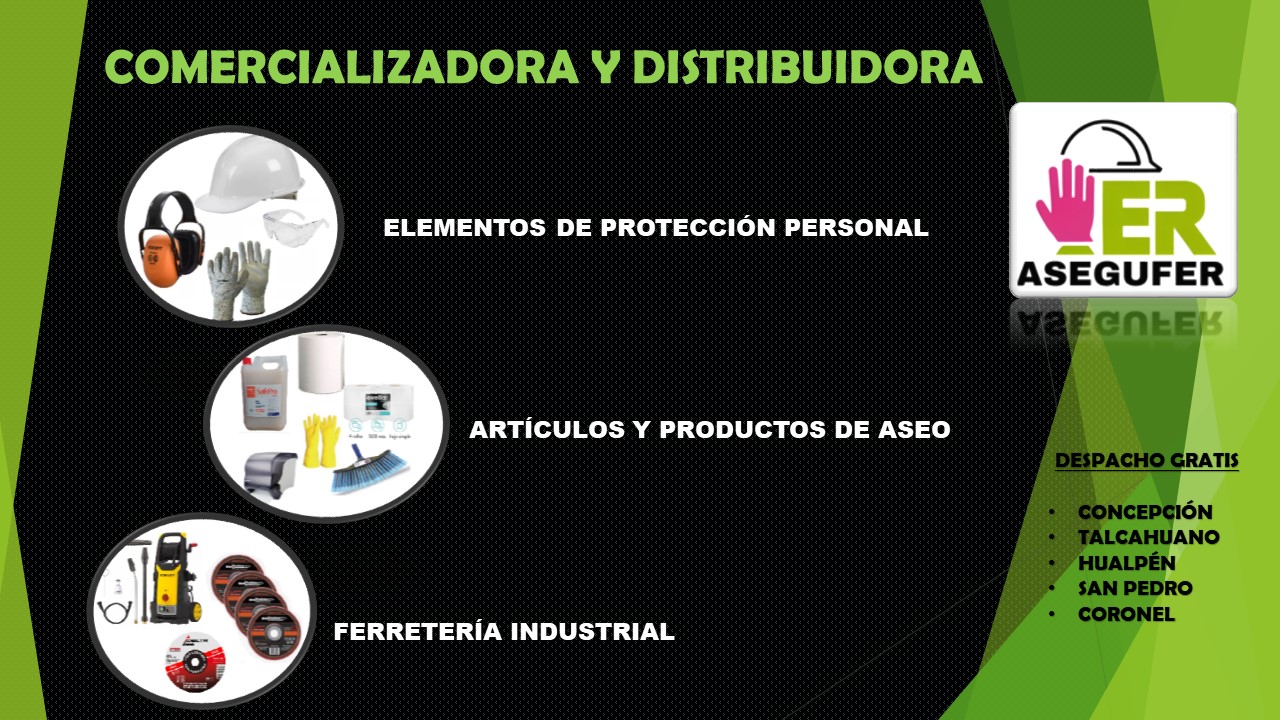 COMERCIALIZADORA Y DISTRIBUIDORA
ER
ASEGUFER
ELEMENTOS DE PROTECCIÓN PERSONAL
ARTÍCULOS Y PRODUCTOS DE ASEO
FERRETERÍA INDUSTRIAL
DESPACHO GRATIS
• CONCEPCIÓN
• TALCAHUANO
• HUALPÉN
• SAN PEDRO
• CORONEL